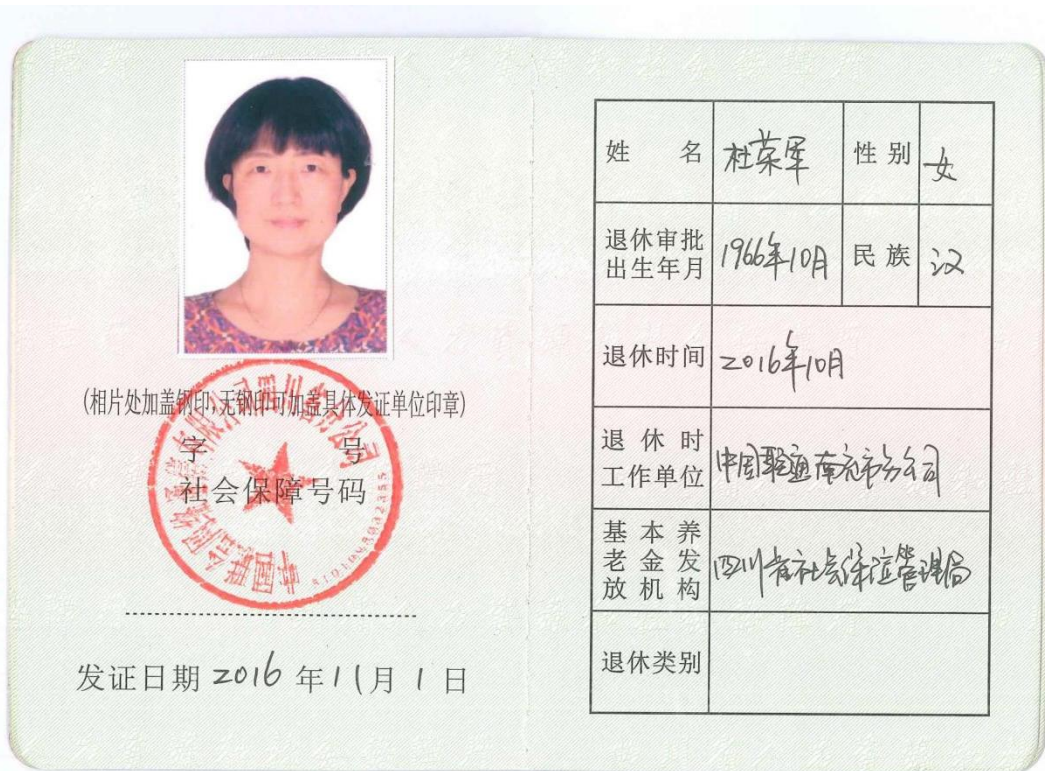 (相片处加盖钢印,无钢印可加盖具体发证单位印章)
字 号
社会保障号码
发证日期 2016 年 11 月 1 日
姓名 杜荣军 性别 女
退休审批出生年月 1966年10月 民族 汉
退休时间 2016年10月
退休时工作单位 中国联通南充市分公司
基本养老金发放机构 四川省社会保险管理局
退休类别